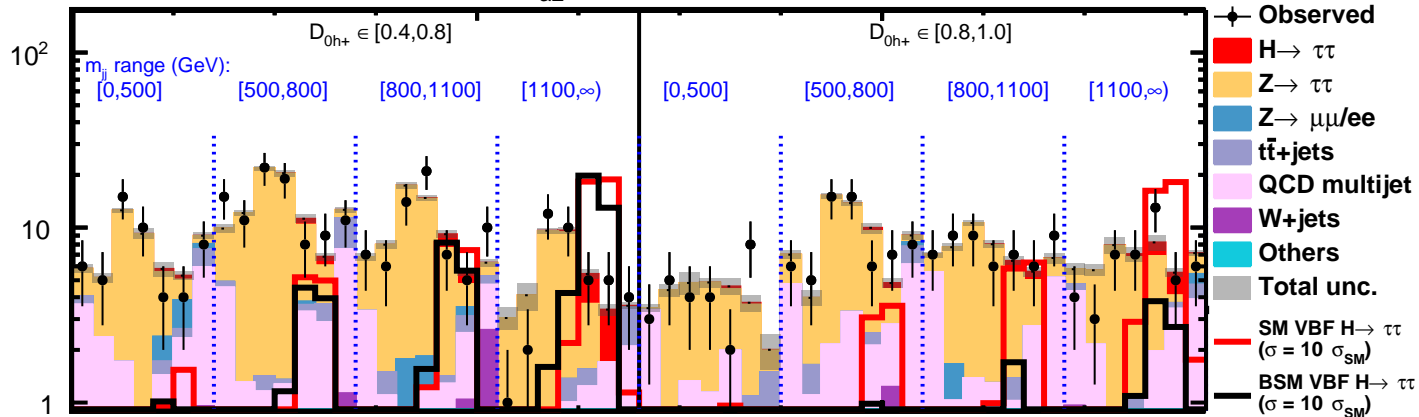 D0h+ ∈ [0.4,0.8]
D0h+ ∈ [0.8,1.0]
mjj range (GeV):
[0,500]
[500,800]
[800,1100]
[1100,∞)
[0,500]
[500,800]
[800,1100]
[1100,∞)
10²
10
1
Observed
H→ ττ
Z→ ττ
Z→ μμ/ee
tt̄+jets
QCD multijet
W+jets
Others
Total unc.
SM VBF H→ ττ
(σ = 10 σSM)
BSM VBF H→ ττ
(σ = 10 σSM)